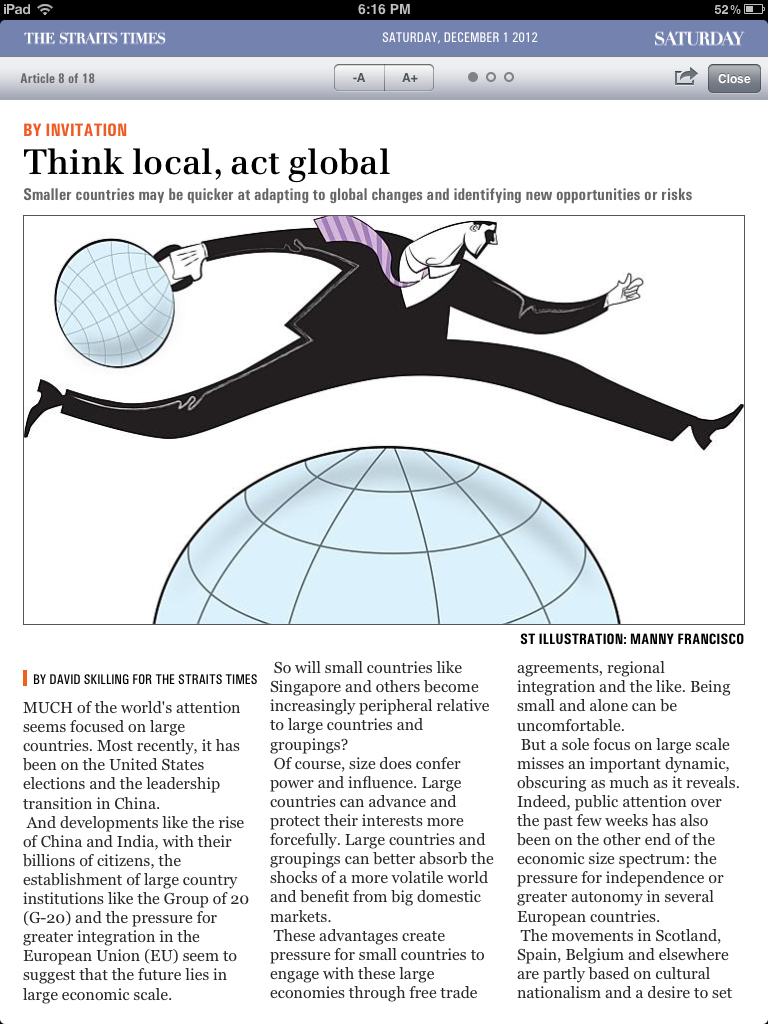 iPad
6:16 PM
52%
THE STRAITS TIMES
SATURDAY, DECEMBER 1 2012
SATURDAY
Article 8 of 18
-A
A+
Close
BY INVITATION
Think local, act global
Smaller countries may be quicker at adapting to global changes and identifying new opportunities or risks
ST ILLUSTRATION: MANNY FRANCISCO
BY DAVID SKILLING FOR THE STRAITS TIMES
MUCH of the world's attention
seems focused on large
countries. Most recently, it has
been on the United States
elections and the leadership
transition in China.
And developments like the rise
of China and India, with their
billions of citizens, the
establishment of large country
institutions like the Group of 20
(G-20) and the pressure for
greater integration in the
European Union (EU) seem to
suggest that the future lies in
large economic scale.
So will small countries like
Singapore and others become
increasingly peripheral relative
to large countries and
groupings?
Of course, size does confer
power and influence. Large
countries can advance and
protect their interests more
forcefully. Large countries and
groupings can better absorb the
shocks of a more volatile world
and benefit from big domestic
markets.
These advantages create
pressure for small countries to
engage with these large
economies through free trade
agreements, regional
integration and the like. Being
small and alone can be
uncomfortable.
But a sole focus on large scale
misses an important dynamic,
obscuring as much as it reveals.
Indeed, public attention over
the past few weeks has also
been on the other end of the
economic size spectrum: the
pressure for independence or
greater autonomy in several
European countries.
The movements in Scotland,
Spain, Belgium and elsewhere
are partly based on cultural
nationalism and a desire to set